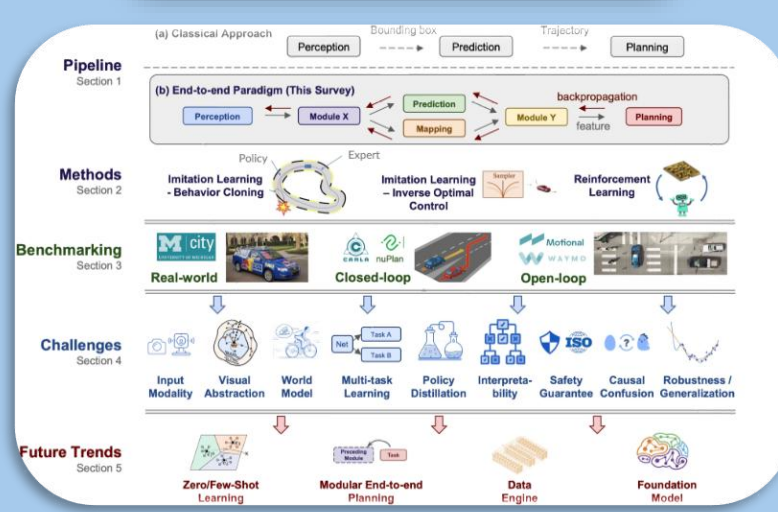 (a) Classical Approach
Perception
Bounding box
Prediction
Trajectory
Planning
Pipeline
Section 1
(b) End-to-end Paradigm (This Survey)
Perception
Module X
Prediction
Mapping
Module Y
backpropagation
feature
Planning
Methods
Section 2
Imitation Learning
- Behavior Cloning
Policy
Expert
Imitation Learning
– Inverse Optimal
Control
Sampler
Reinforcement
Learning
Benchmarking
Section 3
M city
UNIVERSITY OF MICHIGAN
Real-world
CARLA
nuPlan
Closed-loop
Motional
WAYMO
Open-loop
Challenges
Section 4
Net
Task A
Task B
ISO
?
Input
Modality
Visual
Abstraction
World
Model
Multi-task
Learning
Policy
Distillation
Interpreta-
bility
Safety
Guarantee
Causal
Confusion
Robustness /
Generalization
Future Trends
Section 5
Preceding
Module
Task
Zero/Few-Shot
Learning
Modular End-to-end
Planning
Data
Engine
Foundation
Model